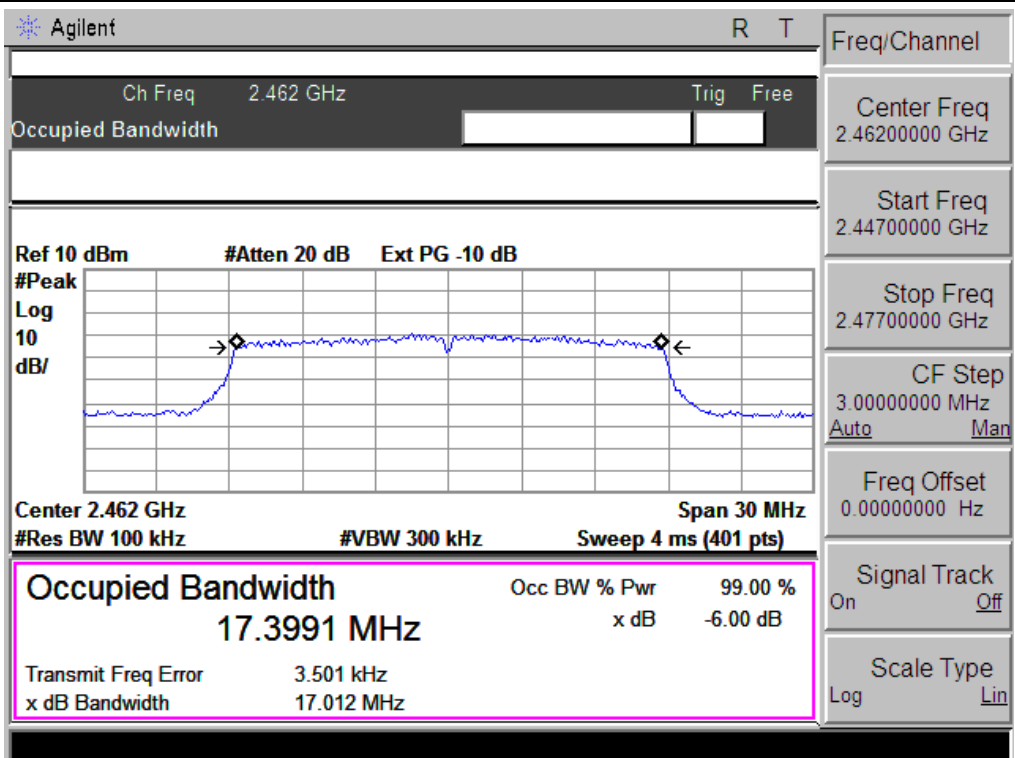 Agilent R T
Ch Freq 2.462 GHz Trig Free
Occupied Bandwidth
Ref 10 dBm #Atten 20 dB Ext PG -10 dB
#Peak
Log
10
dB/
Center 2.462 GHz Span 30 MHz
#Res BW 100 kHz #VBW 300 kHz Sweep 4 ms (401 pts)
Occupied Bandwidth Occ BW % Pwr 99.00 %
17.3991 MHz x dB -6.00 dB
Transmit Freq Error 3.501 kHz
x dB Bandwidth 17.012 MHz
Freq/Channel
Center Freq
2.46200000 GHz
Start Freq
2.44700000 GHz
Stop Freq
2.47700000 GHz
CF Step
3.00000000 MHz
Auto Man
Freq Offset
0.00000000 Hz
Signal Track
On Off
Scale Type
Log Lin